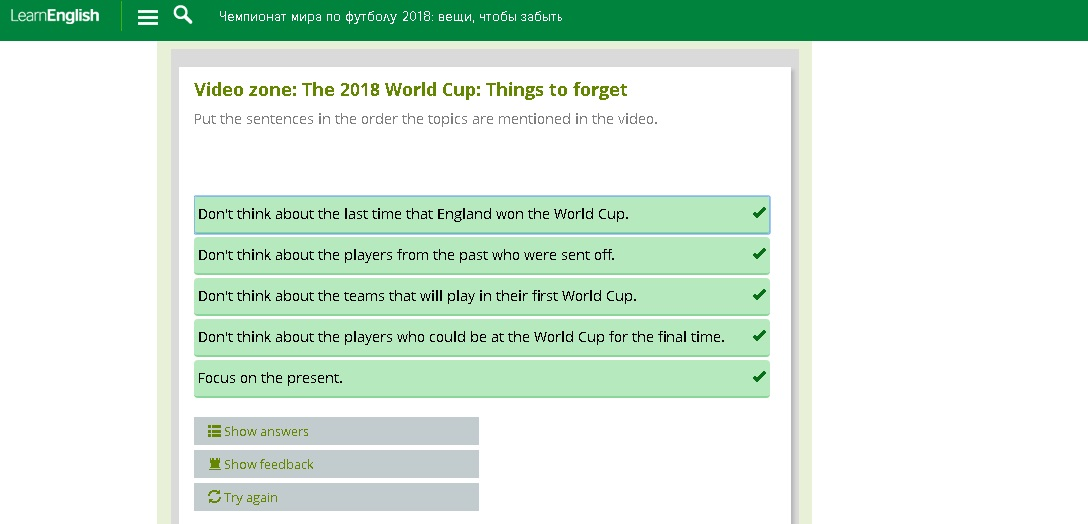 LearnEnglish
Чемпионат мира по футболу 2018: вещи, чтобы забыть
Video zone: The 2018 World Cup: Things to forget
Put the sentences in the order the topics are mentioned in the video.
Don't think about the last time that England won the World Cup.
Don't think about the players from the past who were sent off.
Don't think about the teams that will play in their first World Cup.
Don't think about the players who could be at the World Cup for the final time.
Focus on the present.
Show answers
Show feedback
Try again